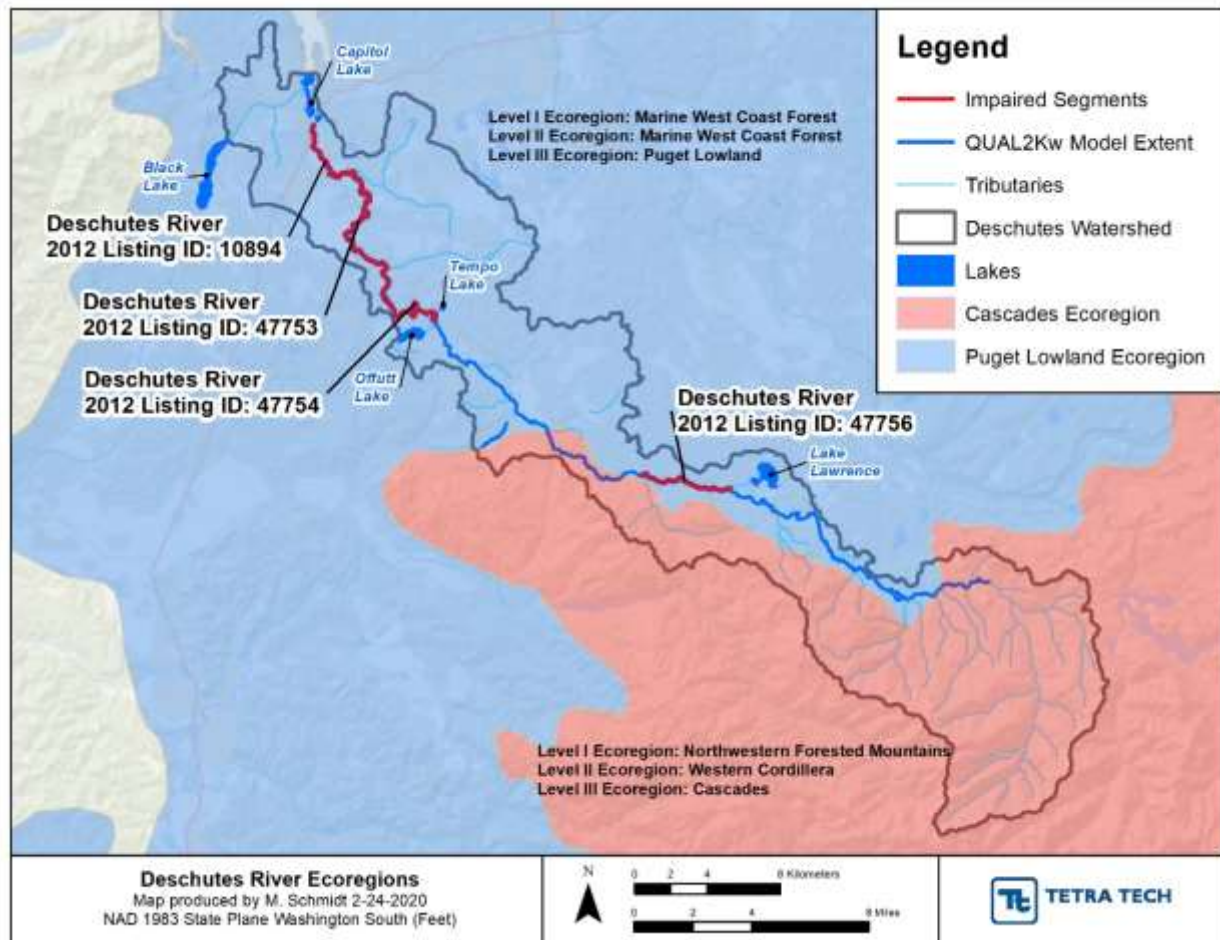 Capitol
Lake
Level I Ecoregion: Marine West Coast Forest
Level II Ecoregion: Marine West Coast Forest
Level III Ecoregion: Puget Lowland
Black
Lake
Deschutes River
2012 Listing ID: 10894
Tempo
Lake
Deschutes River
2012 Listing ID: 47753
Deschutes River
2012 Listing ID: 47754
Offutt
Lake
Deschutes River
2012 Listing ID: 47756
Lake
Lawrence
Level I Ecoregion: Northwestern Forested Mountains
Level II Ecoregion: Western Cordillera
Level III Ecoregion: Cascades
Legend
Impaired Segments
QUAL2Kw Model Extent
Tributaries
Deschutes Watershed
Lakes
Cascades Ecoregion
Puget Lowland Ecoregion
Deschutes River Ecoregions
Map produced by M. Schmidt 2-24-2020
NAD 1983 State Plane Washington South (Feet)
N
0 2 4 8 Kilometers
0 2 4 8 Miles
Tt TETRA TECH